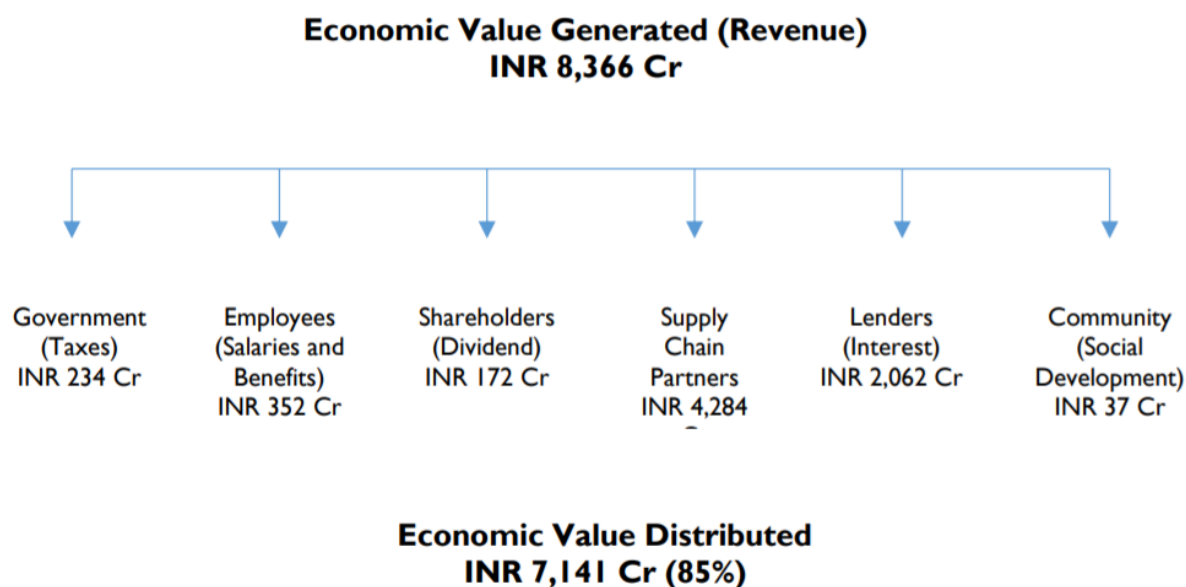 Economic Value Generated (Revenue)
INR 8,366 Cr
Government
(Taxes)
INR 234 Cr
Employees
(Salaries and
Benefits)
INR 352 Cr
Shareholders
(Dividend)
INR 172 Cr
Supply
Chain
Partners
INR 4,284
Lenders
(Interest)
INR 2,062 Cr
Community
(Social
Development)
INR 37 Cr
Economic Value Distributed
INR 7,141 Cr (85%)